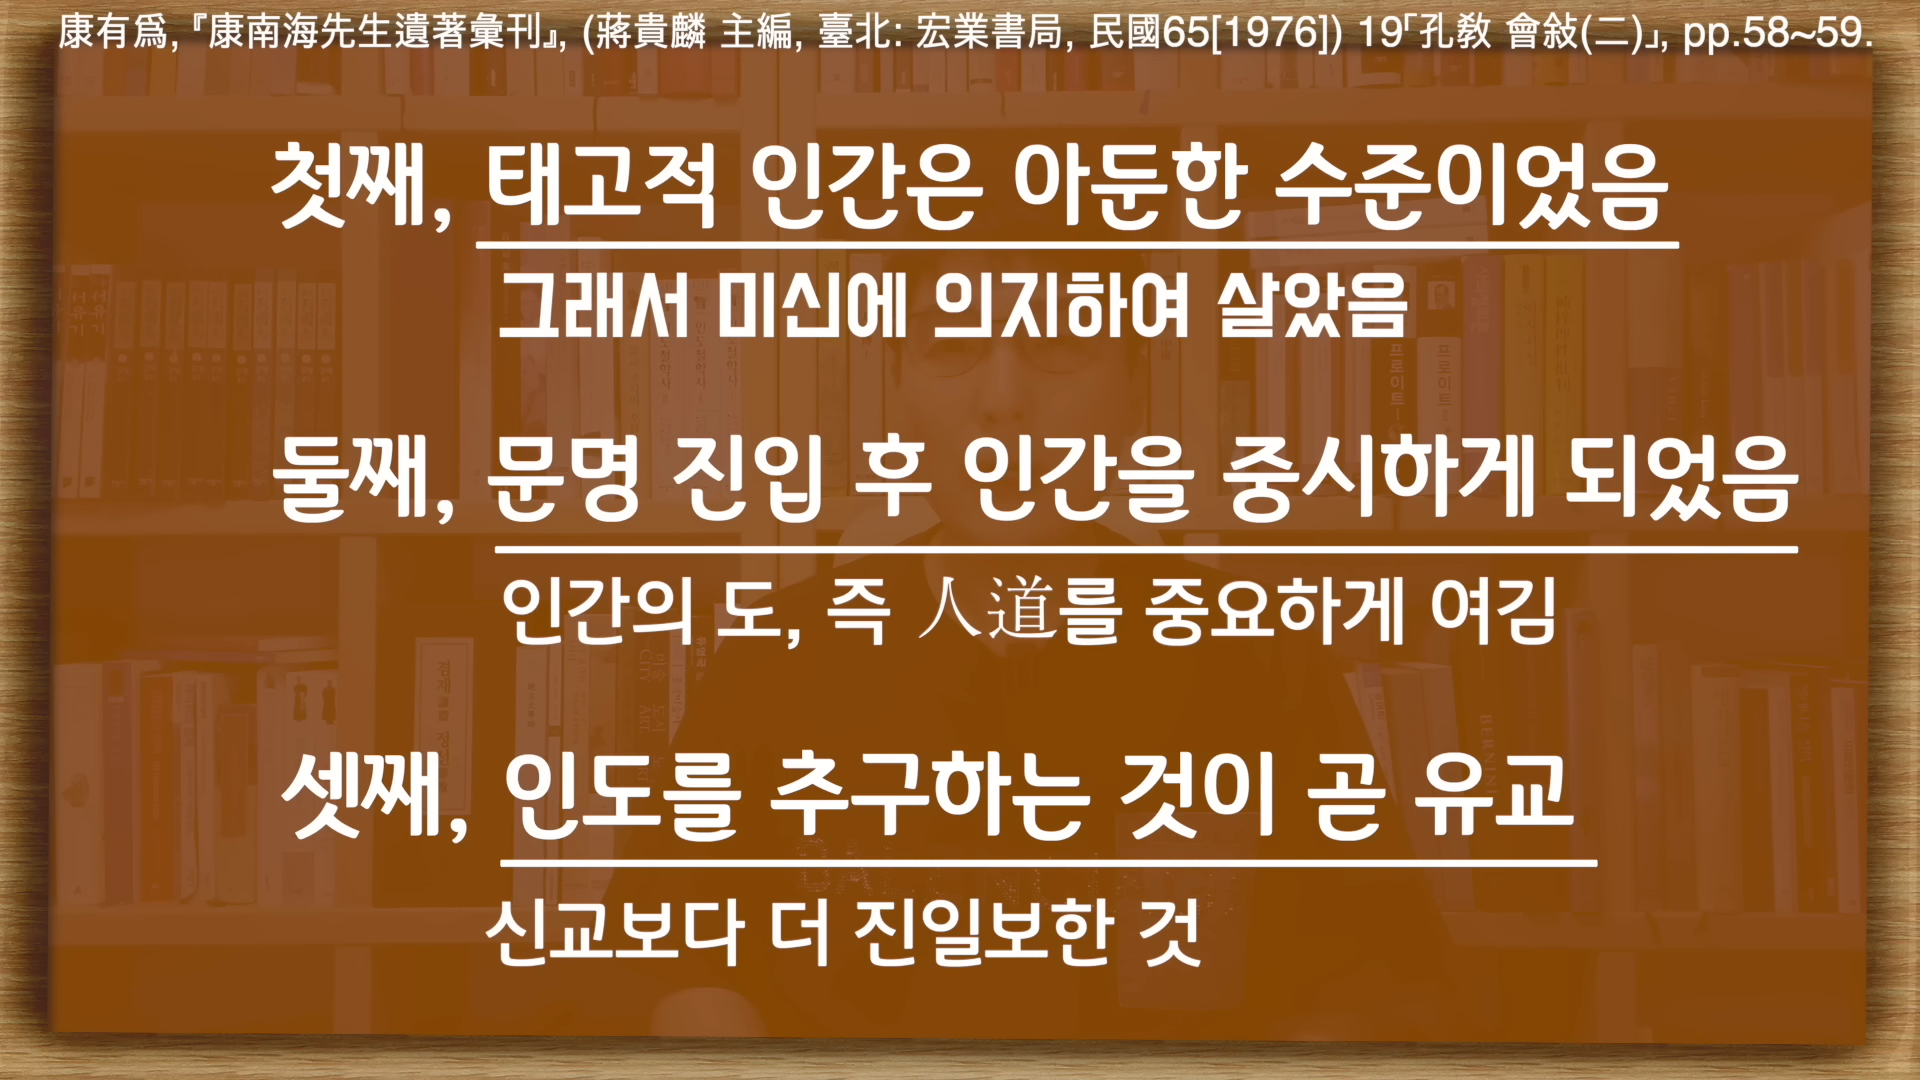 康有爲, 『康南海先生遺著彙刊』, (蔣貴麟 主編, 臺北: 宏業書局, 民國65[1976]) 19「孔敎 會敍(二)」, pp.58~59.
첫째, 태고적 인간은 아둔한 수준이었음
그래서 미신에 의지하여 살았음
둘째, 문명 진입 후 인간을 중시하게 되었음
인간의 도, 즉 人道를 중요하게 여김
셋째, 인도를 추구하는 것이 곧 유교
신교보다 더 진일보한 것